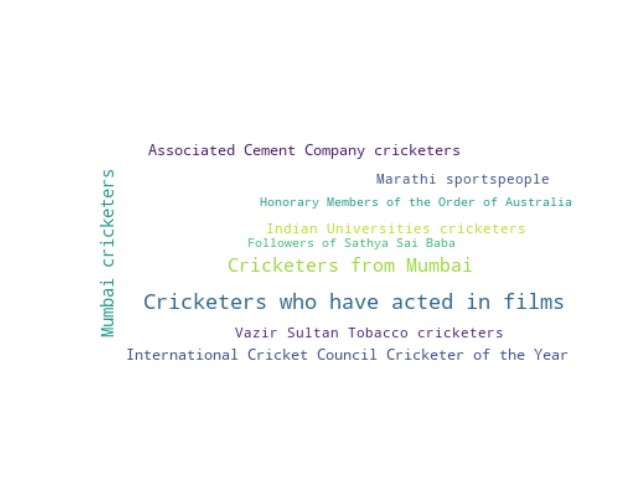 Associated Cement Company cricketers
Marathi sportspeople
Honorary Members of the Order of Australia
Indian Universities cricketers
Followers of Sathya Sai Baba
Cricketers from Mumbai
Cricketers who have acted in films
Vazir Sultan Tobacco cricketers
International Cricket Council Cricketer of the Year
Mumbai cricketers